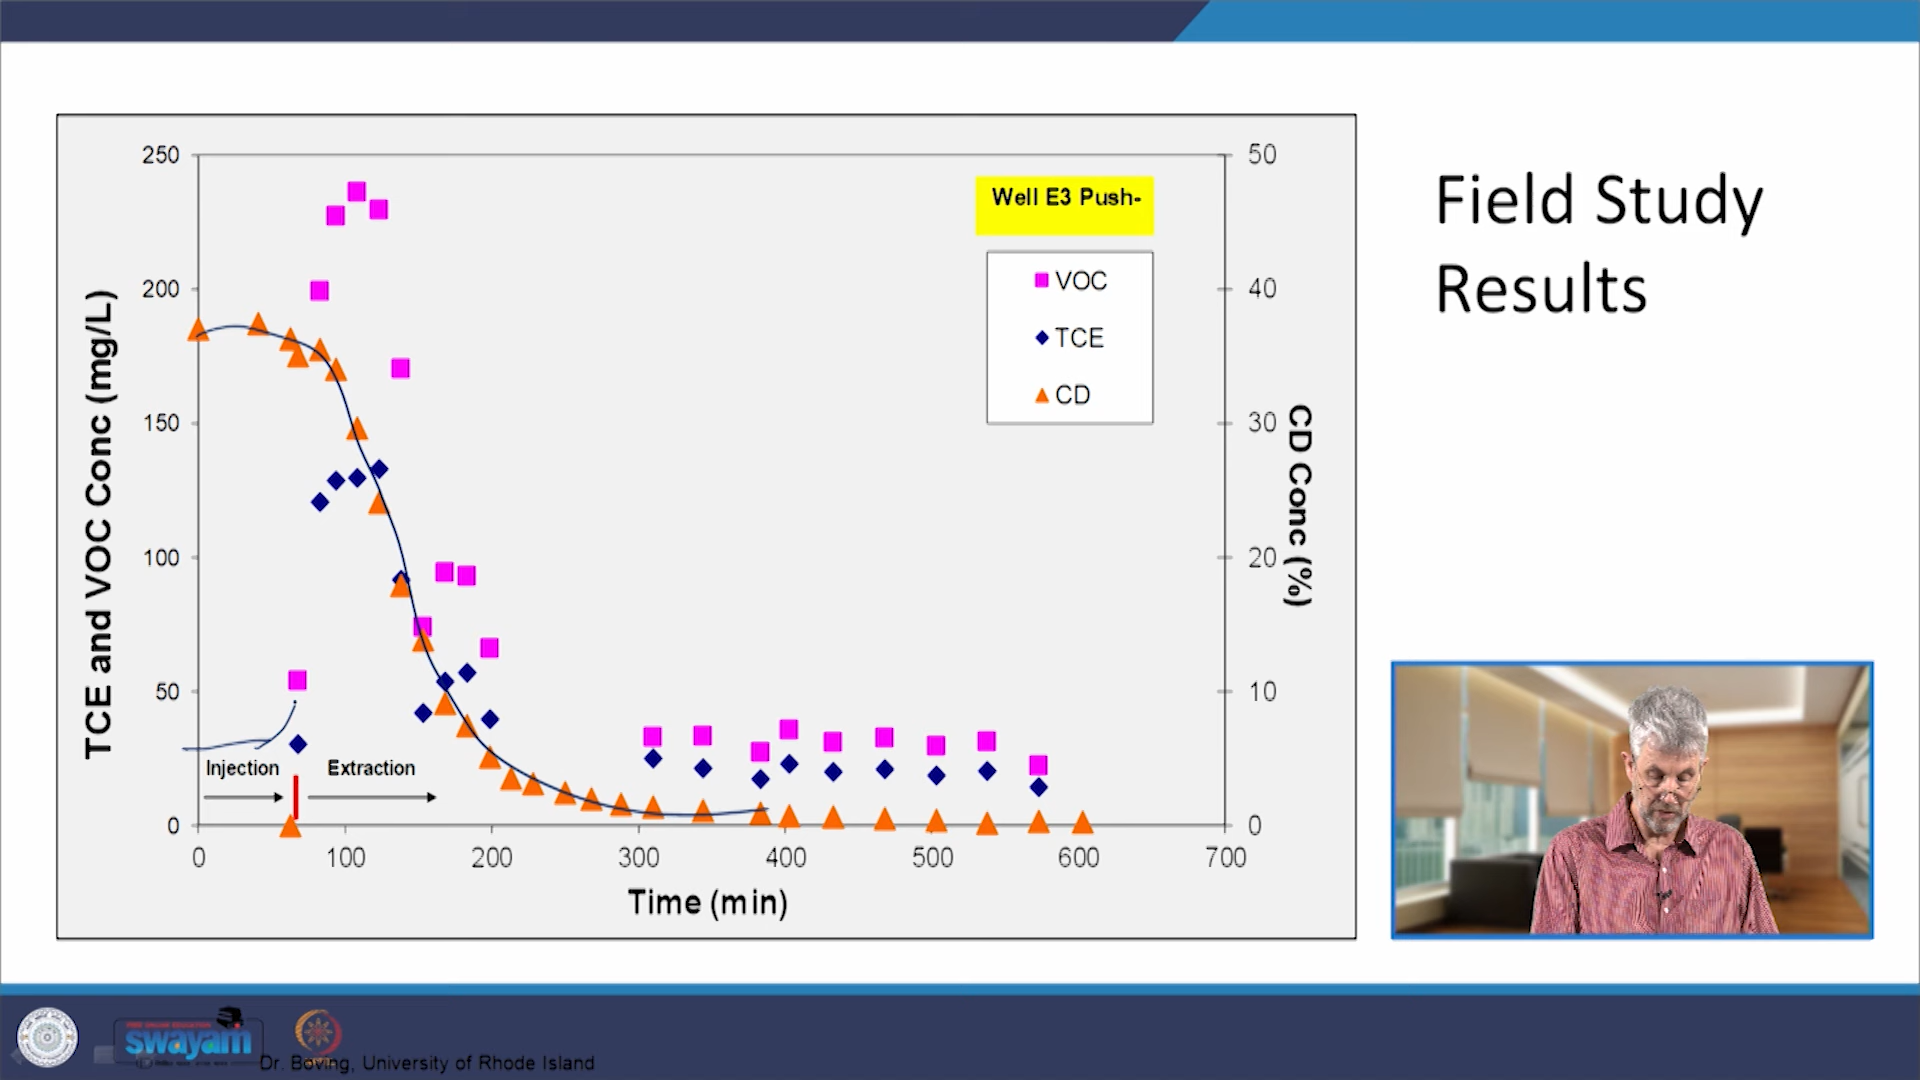 Field Study
Results
Well E3 Push-
VOC
TCE
CD
TCE and VOC Conc (mg/L)
250
200
150
100
50
0
CD Conc (%)
50
40
30
20
10
0
Injection
Extraction
0 100 200 300 400 500 600 700
Time (min)
swayam
Dr. Boving, University of Rhode Island